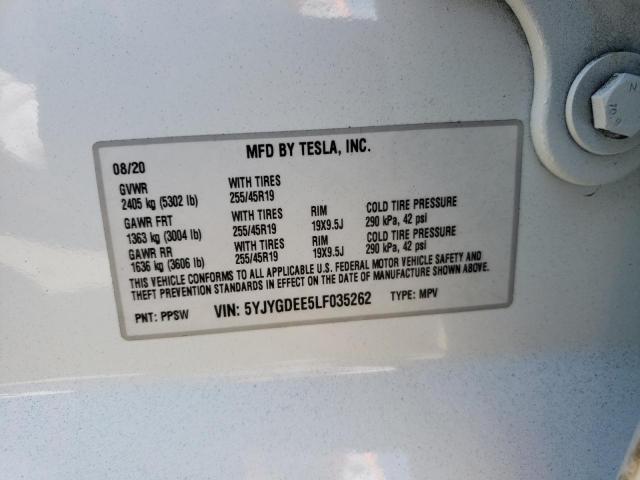 MFD BY TESLA, INC.
08/20
GVWR WITH TIRES
2405 kg (5302 lb) 255/45R19
GAWR FRT WITH TIRES RIM COLD TIRE PRESSURE
1363 kg (3004 lb) 255/45R19 19X9.5J 290 kPa, 42 psi
GAWR RR WITH TIRES RIM COLD TIRE PRESSURE
1636 kg (3606 lb) 255/45R19 19X9.5J 290 kPa, 42 psi
THIS VEHICLE CONFORMS TO ALL APPLICABLE U.S. FEDERAL MOTOR VEHICLE SAFETY AND
THEFT PREVENTION STANDARDS IN EFFECT ON THE DATE OF MANUFACTURE SHOWN ABOVE.
PNT: PPSW VIN: 5YJYGDEE5LF035262 TYPE: MPV